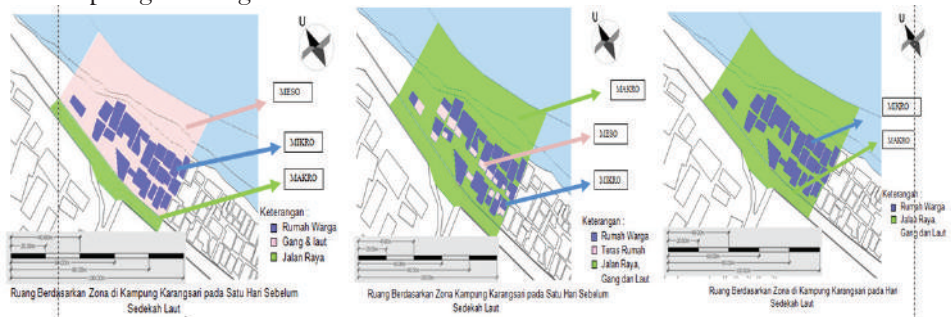 U
MESO
MIKRO
MAKRO
Keterangan :
Rumah Warga
Gang & laut
Jalan Raya
Ruang Berdasarkan Zona di Kampung Karangsari pada Satu Hari Sebelum
Sedekah Laut
U
MAKRO
MESO
MIKRO
Keterangan :
Rumah Warga
Teras Rumah
Jalan Raya,
Gang dan Laut
Ruang Berdasarkan Zona Kampung Karangsari pada Satu Hari Sebelum
Sedekah Laut
U
MIKRO
MAKRO
Keterangan :
Rumah Warga
Jalan Raya,
Gang dan Laut
Ruang Berdasarkan Zona di Kampung Karangsari pada Hari
Sedekah Laut